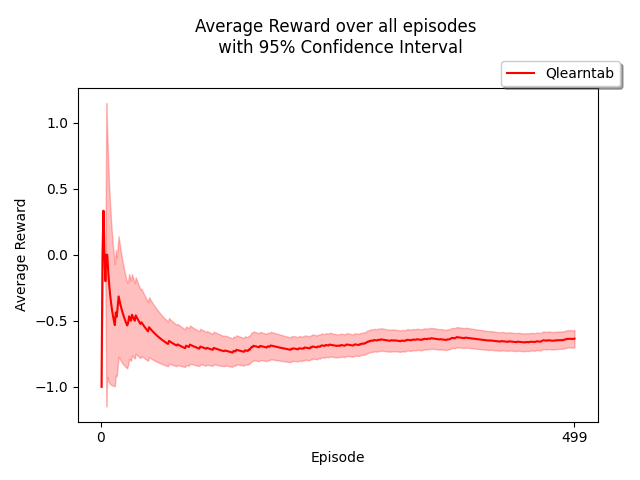 Average Reward over all episodes
with 95% Confidence Interval
Qlearntab
1.0
0.5
0.0
−0.5
−1.0
Average Reward
0
499
Episode